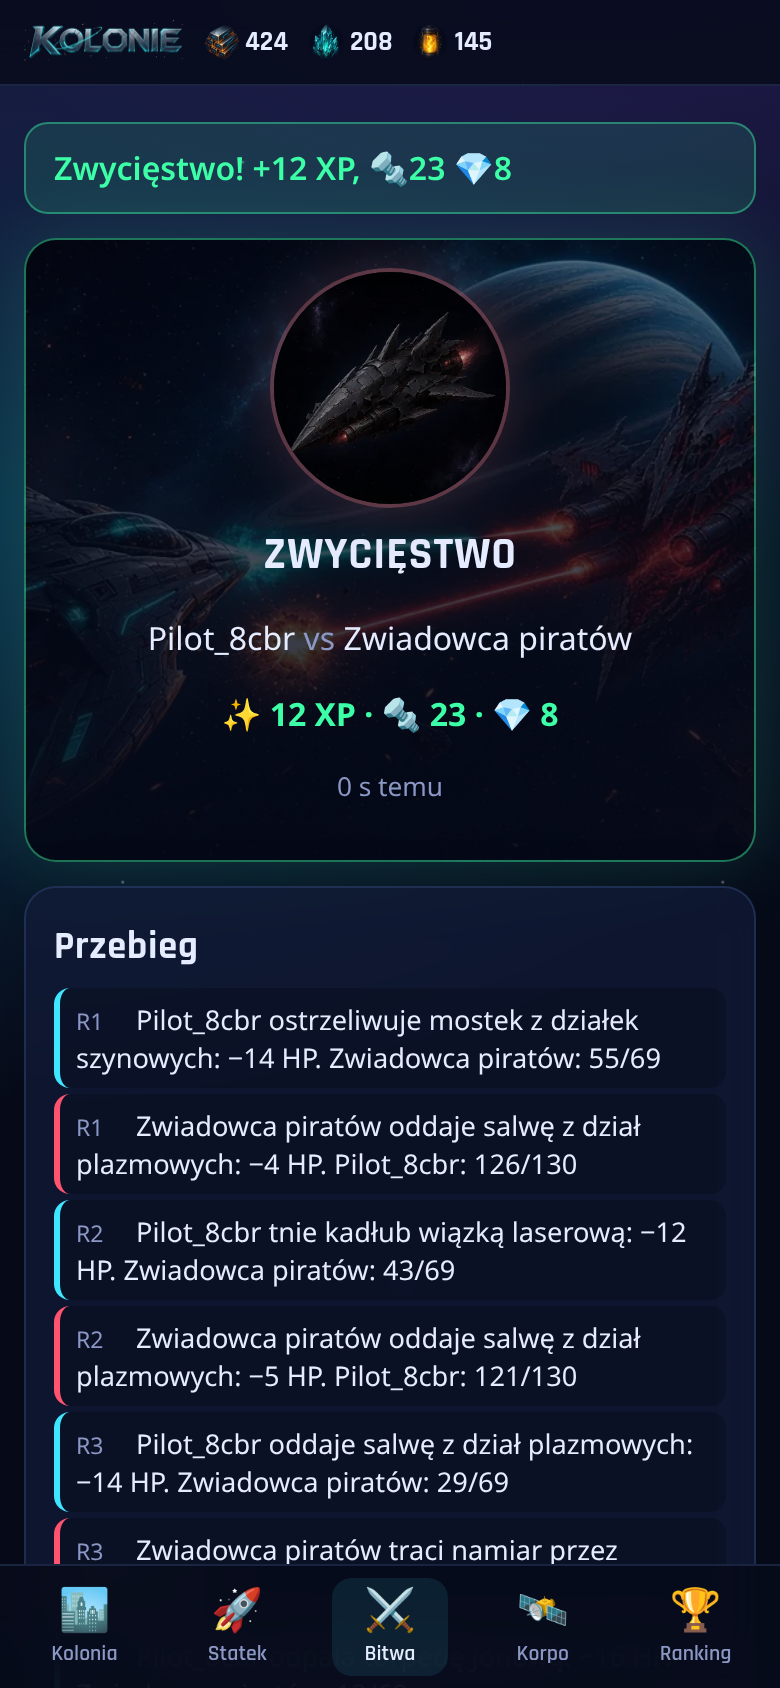 KOLONIE 424 208 145
Zwycięstwo! +12 XP, 🔩23 💎8
ZWYCIĘSTWO
Pilot_8cbr vs Zwiadowca piratów
✨ 12 XP · 🔩 23 · 💎 8
0 s temu
Przebieg
R1 Pilot_8cbr ostrzeliwuje mostek z działek
szynowych: −14 HP. Zwiadowca piratów: 55/69
R1 Zwiadowca piratów oddaje salwę z dział
plazmowych: −4 HP. Pilot_8cbr: 126/130
R2 Pilot_8cbr tnie kadłub wiązką laserową: −12
HP. Zwiadowca piratów: 43/69
R2 Zwiadowca piratów oddaje salwę z dział
plazmowych: −5 HP. Pilot_8cbr: 121/130
R3 Pilot_8cbr oddaje salwę z dział plazmowych:
−14 HP. Zwiadowca piratów: 29/69
R3 Zwiadowca piratów traci namiar przez
Kolonia Statek Bitwa Korpo Ranking